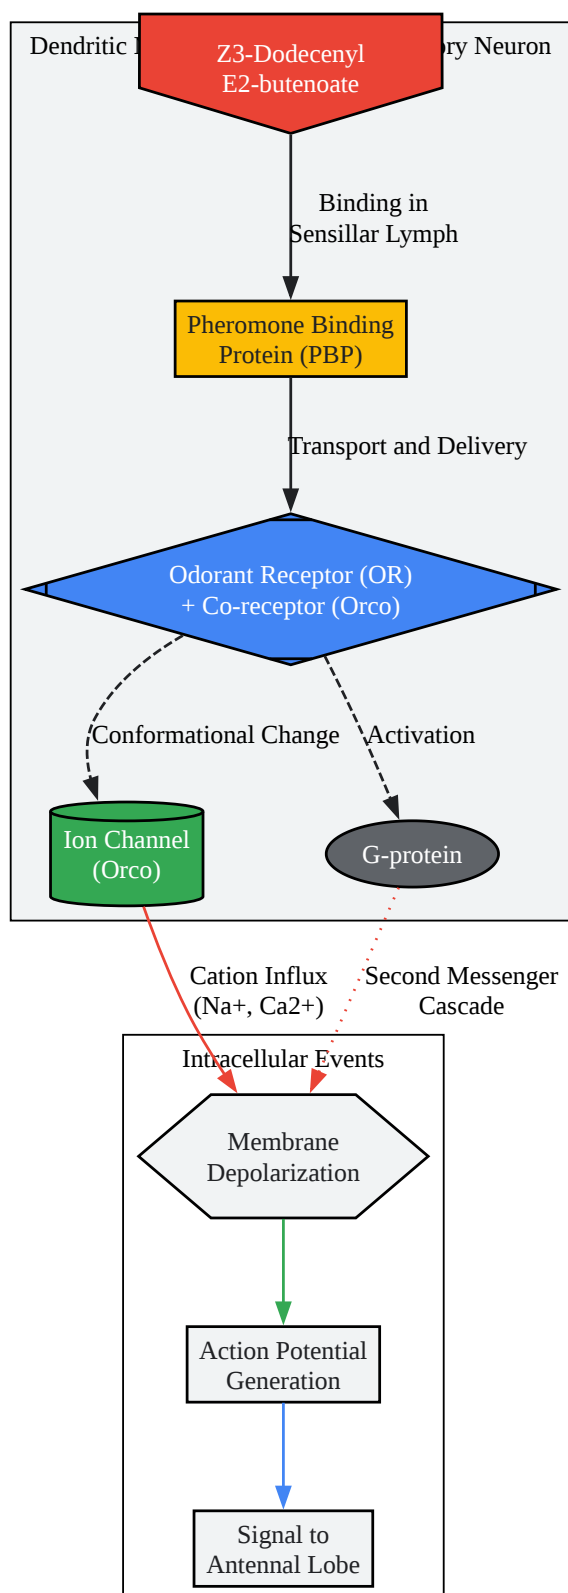 Dendritic
ory Neuron
Z3-Dodecenyl
E2-butenoate
Binding in
Sensillar Lymph
Pheromone Binding
Protein (PBP)
Transport and Delivery
Odorant Receptor (OR)
+ Co-receptor (Orco)
Conformational Change
Activation
Ion Channel
(Orco)
G-protein
Cation Influx
(Na+, Ca2+)
Second Messenger
Cascade
Intracellular Events
Membrane
Depolarization
Action Potential
Generation
Signal to
Antennal Lobe